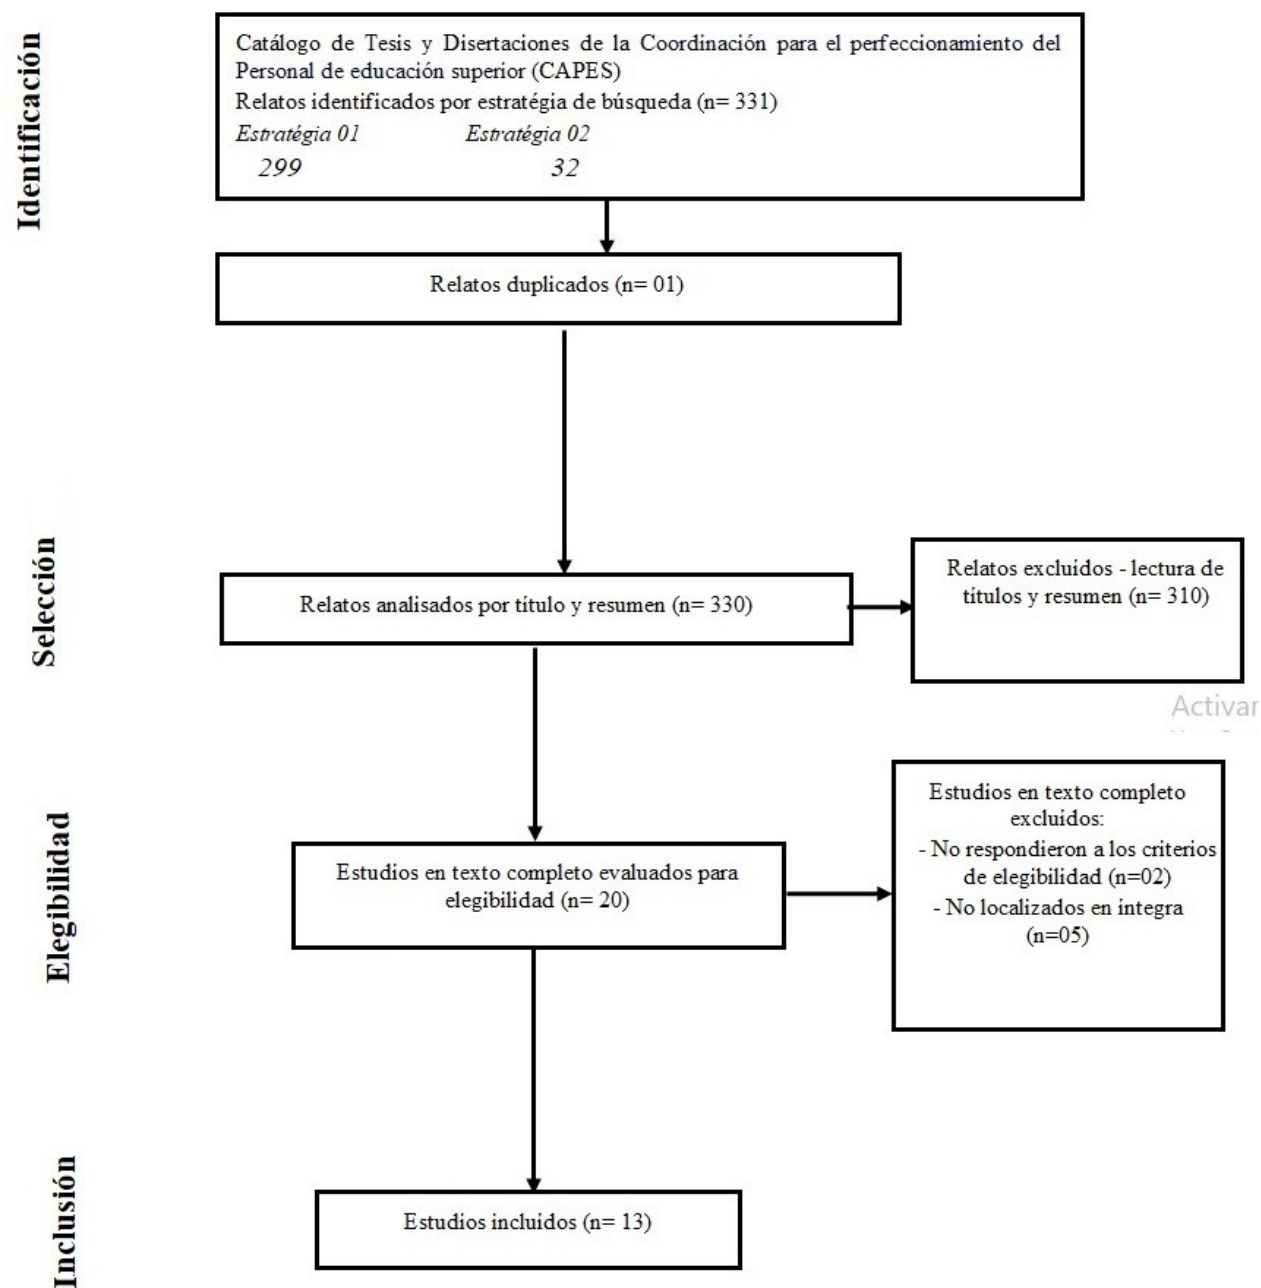 Identificación
Catálogo de Tesis y Disertaciones de la Coordinación para el perfeccionamiento del
Personal de educación superior (CAPES)
Relatos identificados por estratégia de búsqueda (n= 331)
Estratégia 01 Estratégia 02
299 32
Relatos duplicados (n= 01)
Selección
Relatos analisados por título y resumen (n= 330)
Relatos excluídos - lectura de
títulos y resumen (n= 310)
Activar
Elegibilidad
Estudios en texto completo evaluados para
elegibilidad (n= 20)
Estudios en texto completo
excluídos:
- No respondieron a los criterios
de elegibilidad (n=02)
- No localizados en íntegra
(n=05)
Inclusión
Estudios incluidos (n= 13)